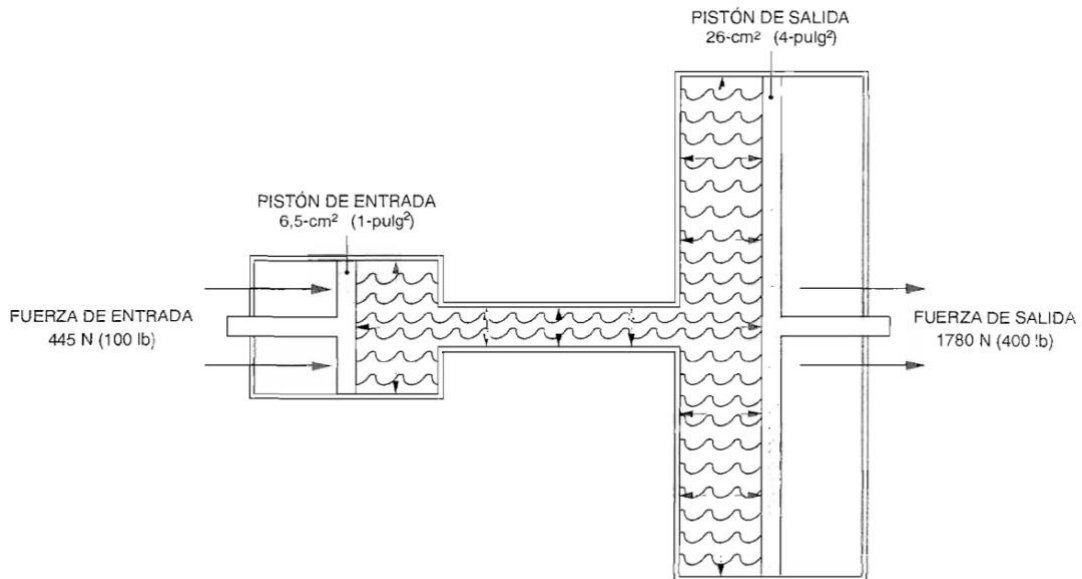 PISTÓN DE SALIDA
26-cm² (4-pulg²)
PISTÓN DE ENTRADA
6,5-cm² (1-pulg²)
FUERZA DE ENTRADA
445 N (100 lb)
FUERZA DE SALIDA
1780 N (400 lb)